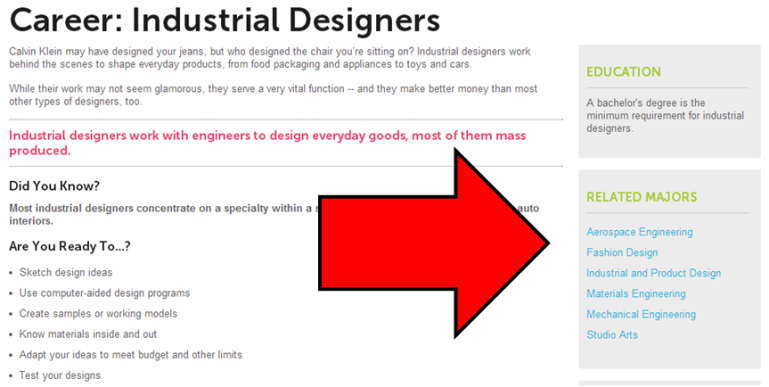 Career: Industrial Designers
Calvin Klein may have designed your jeans, but who designed the chair you're sitting on? Industrial designers work
behind the scenes to shape everyday products, from food packaging and appliances to toys and cars.
While their work may not seem glamorous, they serve a very vital function -- and they make better money than most
other types of designers, too.
Industrial designers work with engineers to design everyday goods, most of them mass
produced.
Did You Know?
Most industrial designers concentrate on a specialty within a auto
interiors.
Are You Ready To...?
• Sketch design ideas
• Use computer-aided design programs
• Create samples or working models
• Know materials inside and out
• Adapt your ideas to meet budget and other limits
• Test your designs
EDUCATION
A bachelor's degree is the
minimum requirement for industrial
designers.
RELATED MAJORS
Aerospace Engineering
Fashion Design
Industrial and Product Design
Materials Engineering
Mechanical Engineering
Studio Arts